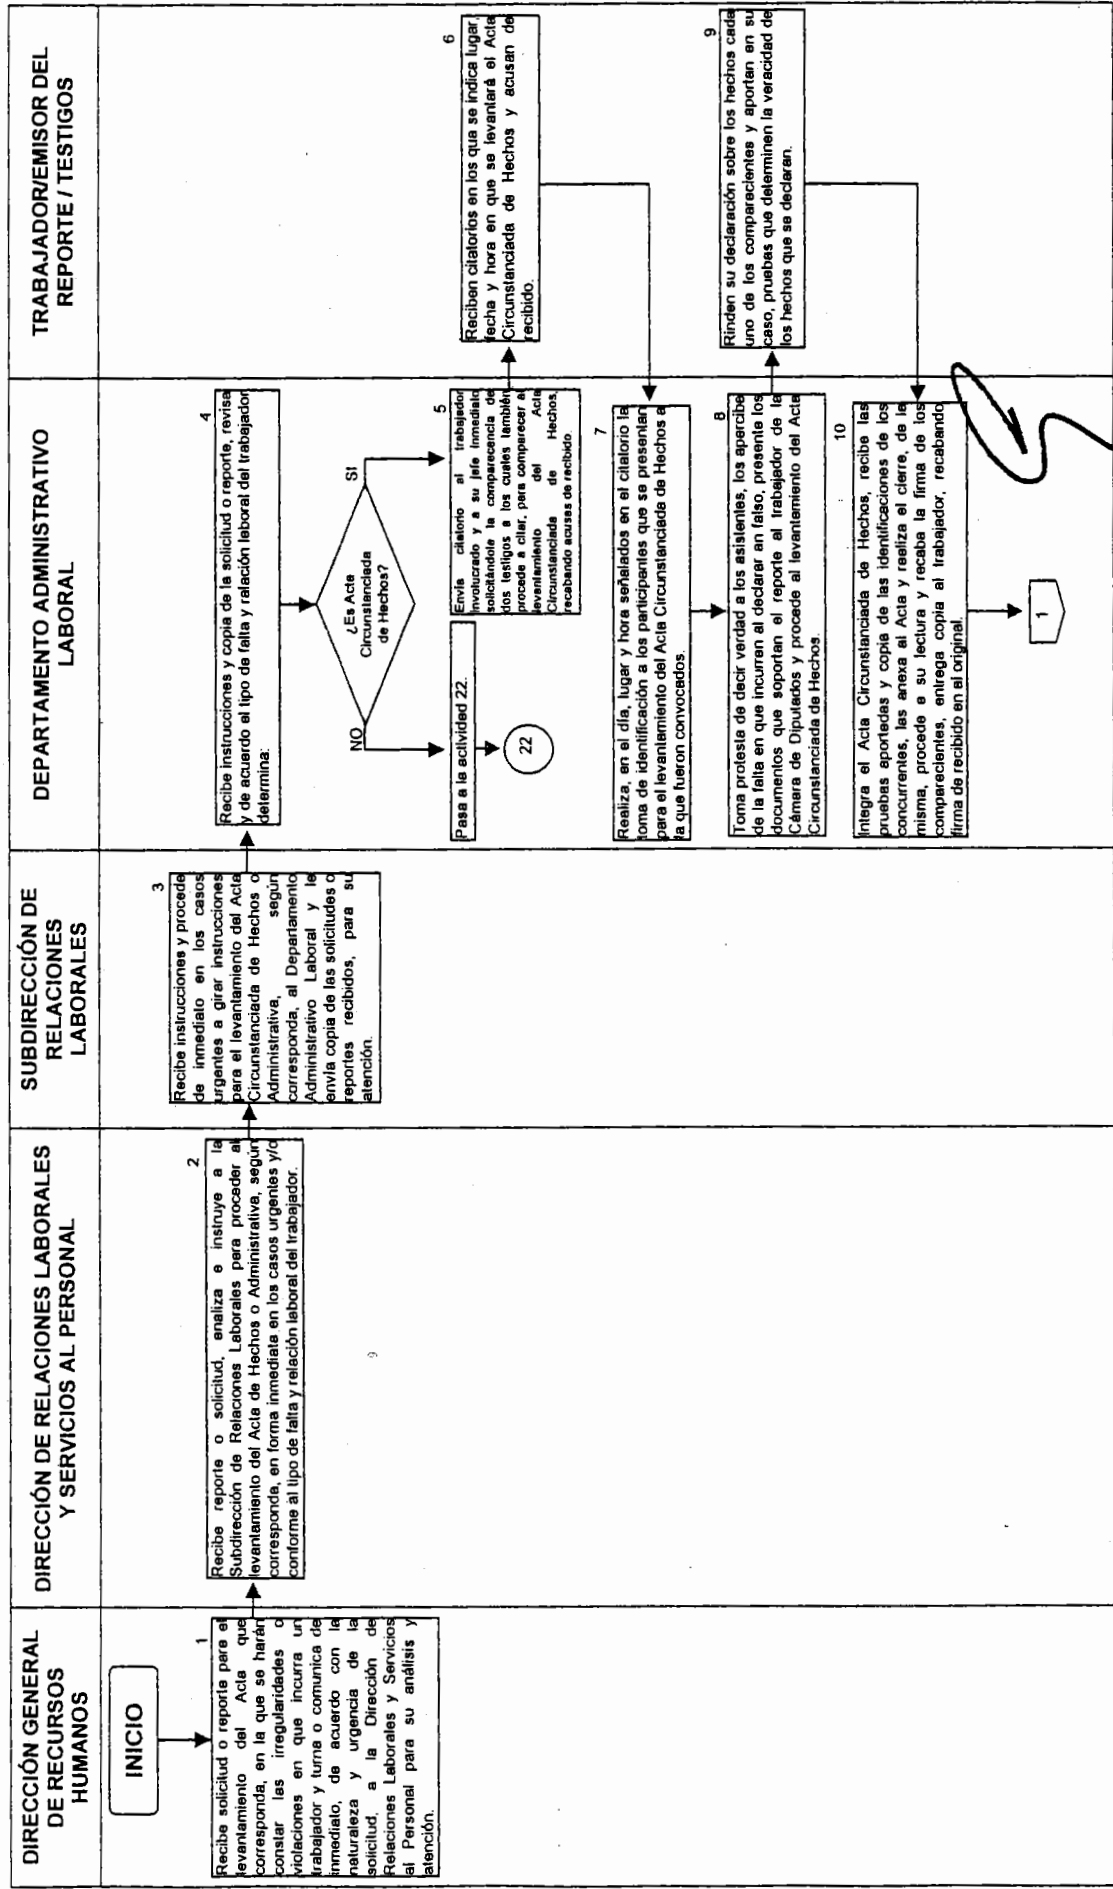 DIRECCIÓN GENERAL
DE RECURSOS
HUMANOS
DIRECCIÓN DE RELACIONES LABORALES
Y SERVICIOS AL PERSONAL
SUBDIRECCIÓN DE
RELACIONES
LABORALES
DEPARTAMENTO ADMINISTRATIVO
LABORAL
TRABAJADOR/EMISOR DEL
REPORTE / TESTIGOS
INICIO
1
Recibe solicitud o reporte para el
levantamiento del Acta que
corresponda, en la que se harán
constar las irregularidades o
violaciones en que incurra un
trabajador y turna o comunica de
inmediato, de acuerdo con la
naturaleza y urgencia de la
solicitud, a la Dirección de
Relaciones Laborales y Servicios
al Personal para su análisis y
atención.
2
Recibe reporte o solicitud, analiza e instruye a la
Subdirección de Relaciones Laborales para proceder al
levantamiento del Acta de Hechos o Administrativa, según
corresponda, en forma inmediata en los casos urgentes y/o
conforme al tipo de falta y relación laboral del trabajador.
3
Recibe instrucciones y procede
de inmediato en los casos
urgentes a girar instrucciones
para el levantamiento del Acta
Circunstanciada de Hechos o
Administrativa, según
corresponda, al Departamento
Administrativo Laboral y le
envía copia de las solicitudes o
reportes recibidos, para su
atención.
4
Recibe instrucciones y copia de la solicitud o reporte, revisa
y de acuerdo al tipo de falta y relación laboral del trabajador
determina:
¿Es Acta
Circunstanciada
de Hechos?
NO
SI
Pasa a la actividad 22.
22
5
Envía citatorio al trabajador
involucrado y a su jefe inmediato
solicitándole la comparecencia de
dos testigos a los cuales también
procede a citar, para comparecer al
levantamiento del Acta
Circunstanciada de Hechos,
recabando acuses de recibido.
6
Reciben citatorios en los que se indica lugar,
fecha y hora en que se levantará el Acta
Circunstanciada de Hechos y acusan de
recibido.
7
Realiza, en el día, lugar y hora señalados en el citatorio la
toma de identificación a los participantes que se presentan
para el levantamiento del Acta Circunstanciada de Hechos a
la que fueron convocados.
8
Toma protesta de decir verdad a los asistentes, los apercibe
de la falta en que incurren al declarar an falso, presente los
documentos que soportan el reporte al trabajador de la
Cámara de Diputados y procede al levantamiento del Acta
Circunstanciada de Hechos.
9
Rinden su declaración sobre los hechos cada
uno de los comparecientes y aportan en su
caso, pruebas que determinen la veracidad de
los hechos que se declaran.
10
Integra el Acta Circunstanciada de Hechos, recibe las
pruebas aportadas y copia de las identificaciones de los
concurrentes, las anexa al Acta y realiza el cierre, de la
misma, procede a su lectura y recaba la firma de los
comparecientes, entrega copia al trabajador, recabando
firma de recibido en el original.
1